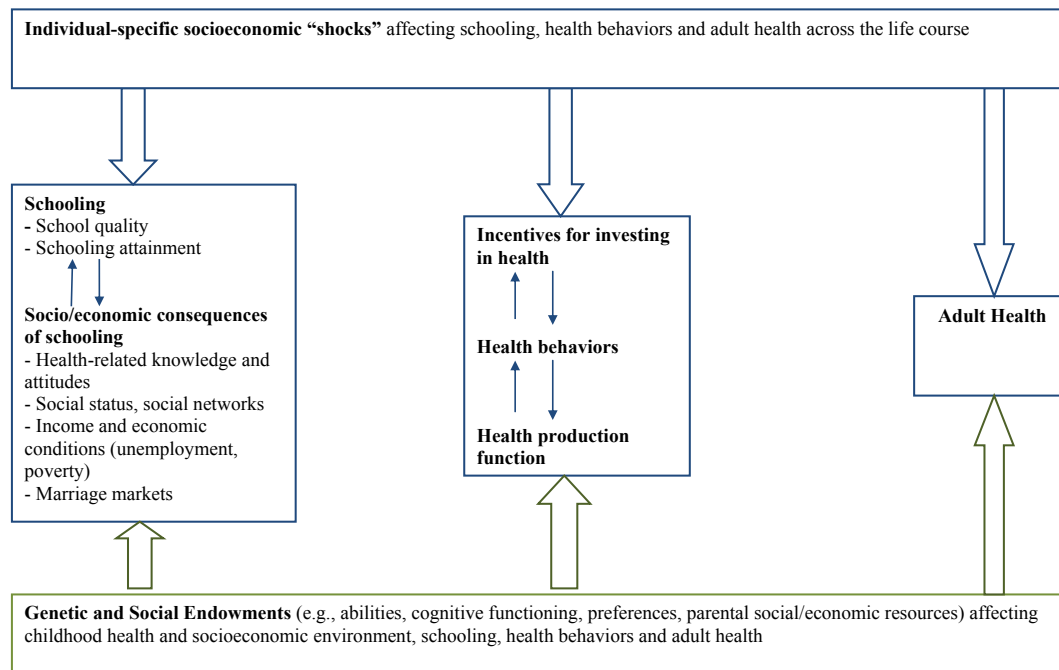 Individual-specific socioeconomic “shocks” affecting schooling, health behaviors and adult health across the life course
Schooling
- School quality
- Schooling attainment
Socio/economic consequences
of schooling
- Health-related knowledge and
attitudes
- Social status, social networks
- Income and economic
conditions (unemployment,
poverty)
- Marriage markets
Incentives for investing
in health
Health behaviors
Health production
function
Adult Health
Genetic and Social Endowments (e.g., abilities, cognitive functioning, preferences, parental social/economic resources) affecting
childhood health and socioeconomic environment, schooling, health behaviors and adult health